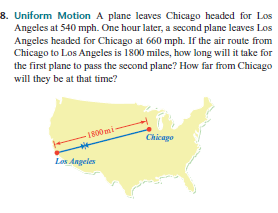 8. Uniform Motion A plane leaves Chicago headed for Los
Angeles at 540 mph. One hour later, a second plane leaves Los
Angeles headed for Chicago at 660 mph. If the air route from
Chicago to Los Angeles is 1800 miles, how long will it take for
the first plane to pass the second plane? How far from Chicago
will they be at that time?
1800 mi
Chicago
Los Angeles